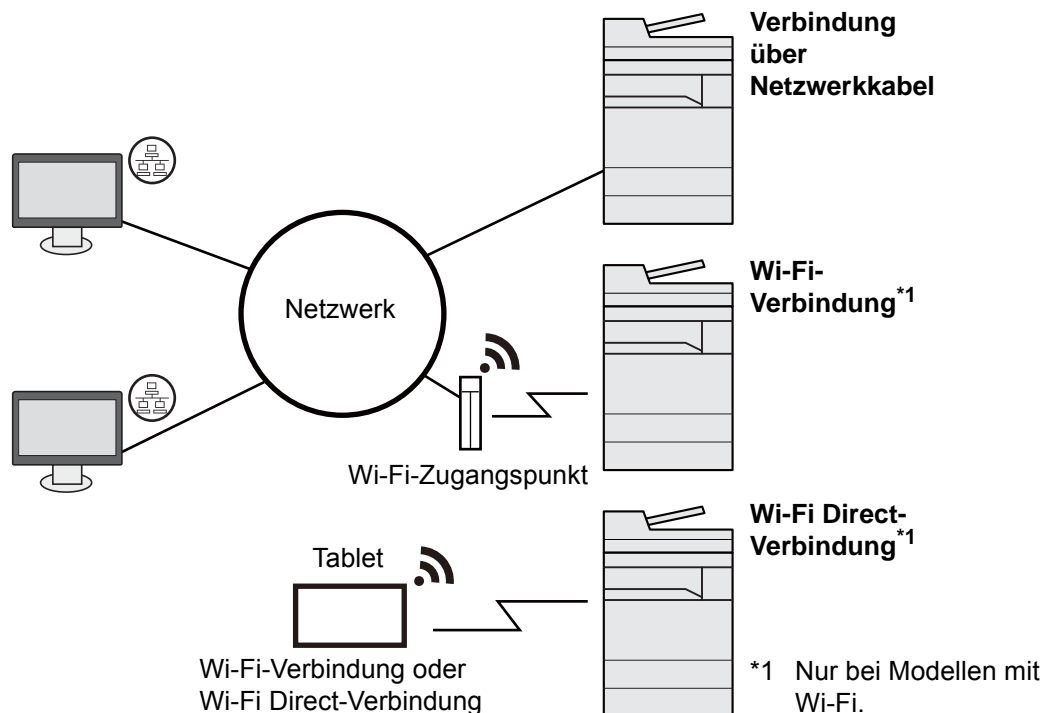 Verbindung
über
Netzwerkkabel
Netzwerk
Wi-Fi-
Verbindung*1
Wi-Fi-Zugangspunkt
Wi-Fi Direct-
Verbindung*1
Tablet
Wi-Fi-Verbindung oder
Wi-Fi Direct-Verbindung
*1 Nur bei Modellen mit
Wi-Fi.